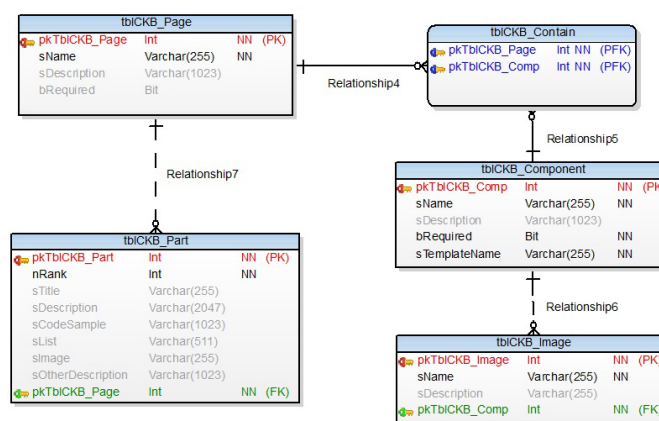 tblCKB_Page
pkTblCKB_Page Int NN (PK)
sName Varchar(255) NN
sDescription Varchar(1023)
bRequired Bit
tblCKB_Contain
pkTblCKB_Page Int NN (PFK)
pkTblCKB_Comp Int NN (PFK)
Relationship4
Relationship5
Relationship7
tblCKB_Component
pkTblCKB_Comp Int NN (PK
sName Varchar(255) NN
sDescription Varchar(1023)
bRequired Bit NN
sTemplateName Varchar(255) NN
tblCKB_Part
pkTblCKB_Part Int NN (PK)
nRank Int NN
sTitle Varchar(255)
sDescription Varchar(2047)
sCodeSample Varchar(1023)
sList Varchar(511)
sImage Varchar(255)
sOtherDescription Varchar(1023)
pkTblCKB_Page Int NN (FK)
Relationship6
tblCKB_Image
pkTblCKB_Image Int NN (PK
sName Varchar(255) NN
sDescription Varchar(255)
pkTblCKB_Comp Int NN (FK